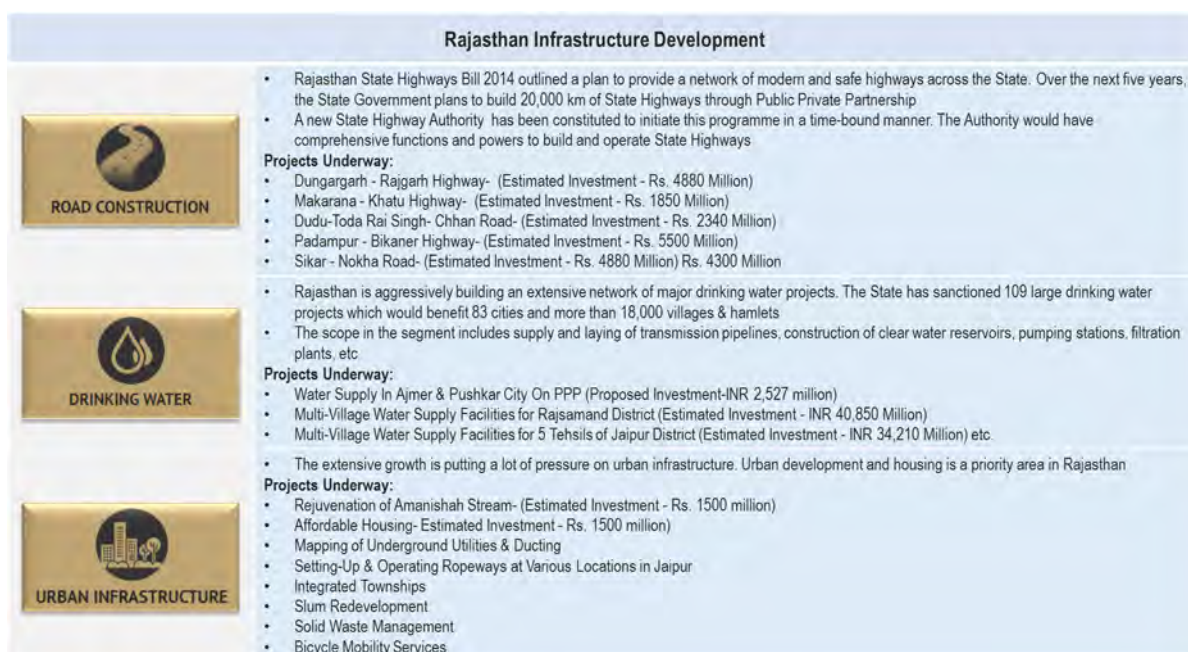 Rajasthan Infrastructure Development
• Rajasthan State Highways Bill 2014 outlined a plan to provide a network of modern and safe highways across the State. Over the next five years,
the State Government plans to build 20,000 km of State Highways through Public Private Partnership
• A new State Highway Authority has been constituted to initiate this programme in a time-bound manner. The Authority would have
comprehensive functions and powers to build and operate State Highways
Projects Underway:
• Dungargarh - Rajgarh Highway- (Estimated Investment - Rs. 4880 Million)
• Makarana - Khatu Highway- (Estimated Investment - Rs. 1850 Million)
• Dudu-Toda Rai Singh- Chhan Road- (Estimated Investment - Rs. 2340 Million)
• Padampur - Bikaner Highway- (Estimated Investment - Rs. 5500 Million)
• Sikar - Nokha Road- (Estimated Investment - Rs. 4880 Million) Rs. 4300 Million
ROAD CONSTRUCTION
• Rajasthan is aggressively building an extensive network of major drinking water projects. The State has sanctioned 109 large drinking water
projects which would benefit 83 cities and more than 18,000 villages & hamlets
• The scope in the segment includes supply and laying of transmission pipelines, construction of clear water reservoirs, pumping stations, filtration
plants, etc
Projects Underway:
• Water Supply In Ajmer & Pushkar City On PPP (Proposed Investment-INR 2,527 million)
• Multi-Village Water Supply Facilities for Rajsamand District (Estimated Investment - INR 40,850 Million)
• Multi-Village Water Supply Facilities for 5 Tehsils of Jaipur District (Estimated Investment - INR 34,210 Million) etc
DRINKING WATER
• The extensive growth is putting a lot of pressure on urban infrastructure. Urban development and housing is a priority area in Rajasthan
Projects Underway:
• Rejuvenation of Amanishah Stream- (Estimated Investment - Rs. 1500 million)
• Affordable Housing- Estimated Investment - Rs. 1500 million)
• Mapping of Underground Utilities & Ducting
• Setting-Up & Operating Ropeways at Various Locations in Jaipur
• Integrated Townships
• Slum Redevelopment
• Solid Waste Management
• Bicycle Mobility Services
URBAN INFRASTRUCTURE